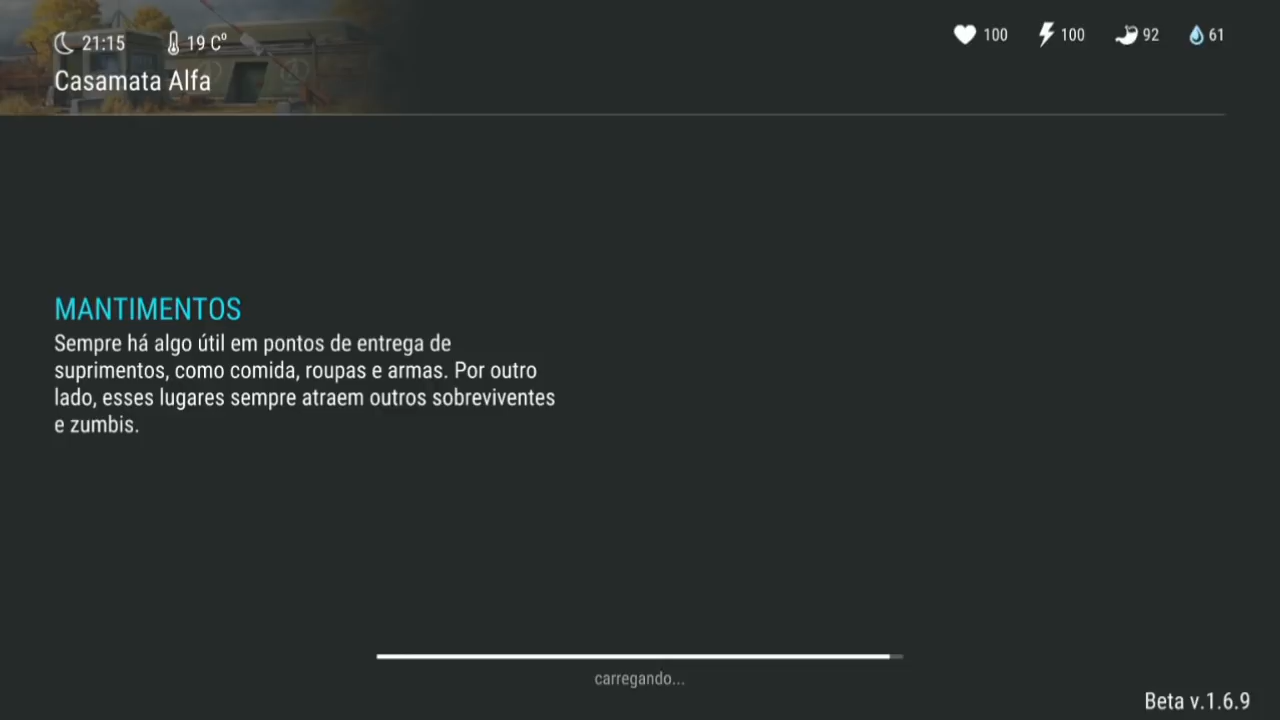 21:15 19 Cº
Casamata Alfa
100 100 92 61
MANTIMENTOS
Sempre há algo útil em pontos de entrega de
suprimentos, como comida, roupas e armas. Por outro
lado, esses lugares sempre atraem outros sobreviventes
e zumbis.
carregando...
Beta v.1.6.9